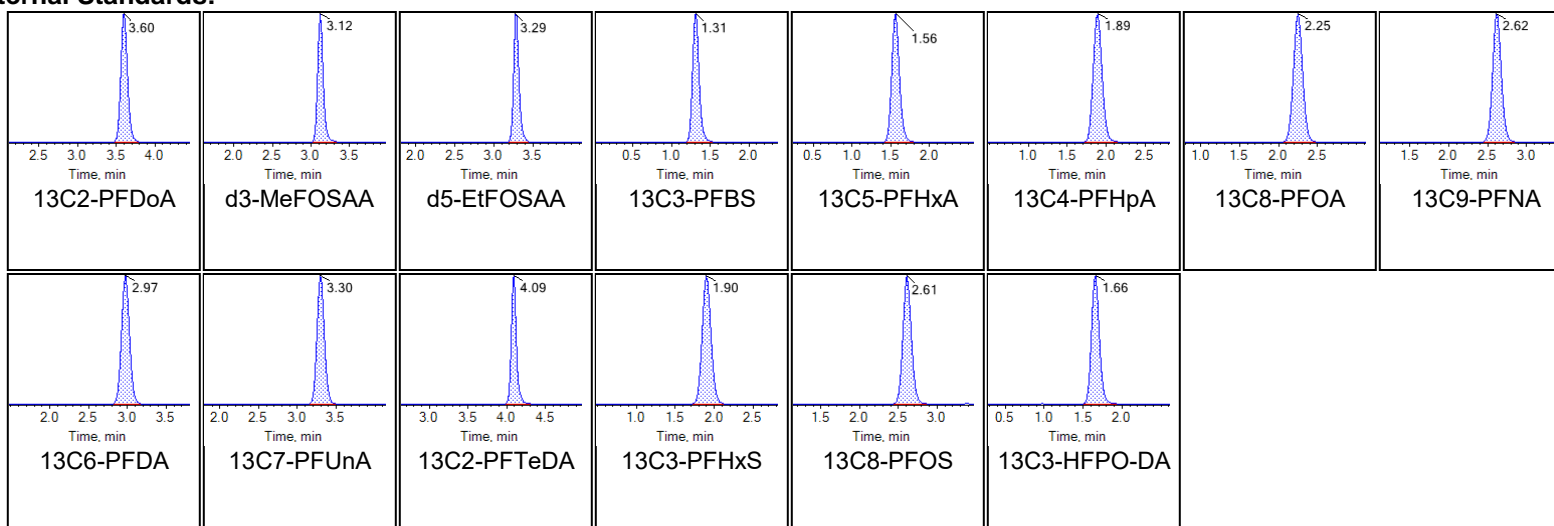 ternal Standards:
3.60
2.5 3.0 3.5 4.0
Time, min
13C2-PFDoA
3.12
2.0 2.5 3.0 3.5
Time, min
d3-MeFOSAA
3.29
2.0 2.5 3.0 3.5
Time, min
d5-EtFOSAA
1.31
0.5 1.0 1.5 2.0
Time, min
13C3-PFBS
1.56
0.5 1.0 1.5 2.0
Time, min
13C5-PFHxA
1.89
1.0 1.5 2.0 2.5
Time, min
13C4-PFHpA
2.25
1.0 1.5 2.0 2.5
Time, min
13C8-PFOA
2.62
1.5 2.0 2.5 3.0
Time, min
13C9-PFNA
2.97
2.0 2.5 3.0 3.5
Time, min
13C6-PFDA
3.30
2.0 2.5 3.0 3.5
Time, min
13C7-PFUnA
4.09
3.0 3.5 4.0 4.5
Time, min
13C2-PFTeDA
1.90
1.0 1.5 2.0 2.5
Time, min
13C3-PFHxS
2.61
1.5 2.0 2.5 3.0
Time, min
13C8-PFOS
1.66
0.5 1.0 1.5 2.0
Time, min
13C3-HFPO-DA